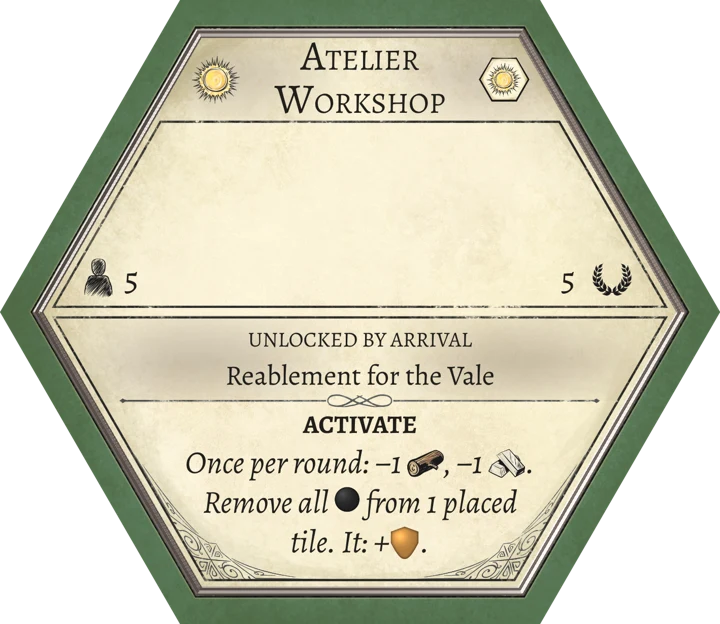 Atelier
Workshop
5
5
UNLOCKED BY ARRIVAL
Reablement for the Vale
ACTIVATE
Once per round: –1 , –1 .
Remove all from 1 placed
tile. It: + .